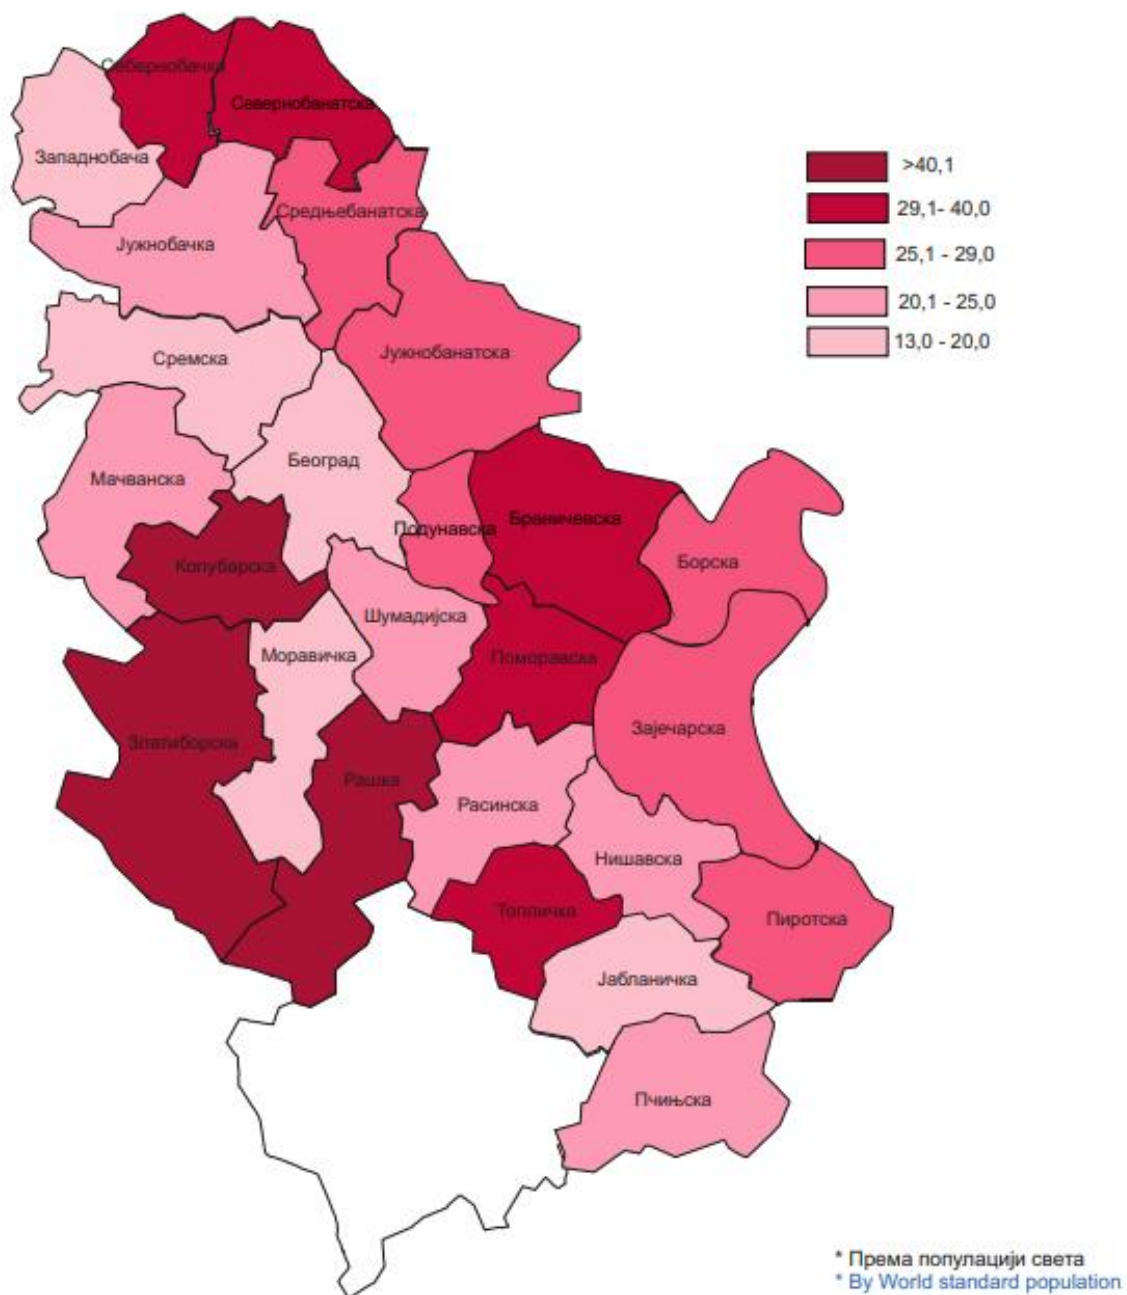 Севернобачка
Севернобанатска
Западнобача
Средњебанатска
Јужнобачка
Јужнобанатска
Сремска
Београд
Мачванска
Подунавска
Браничевска
Борска
Колубарска
Шумадијска
Моравичка
Поморавска
Зајечарска
Златиборска
Рашка
Расинска
Нишавска
Топличка
Пиротска
Јабланичка
Пчињска
>40,1
29,1- 40,0
25,1 - 29,0
20,1 - 25,0
13,0 - 20,0
* Према популацији света
* By World standard population